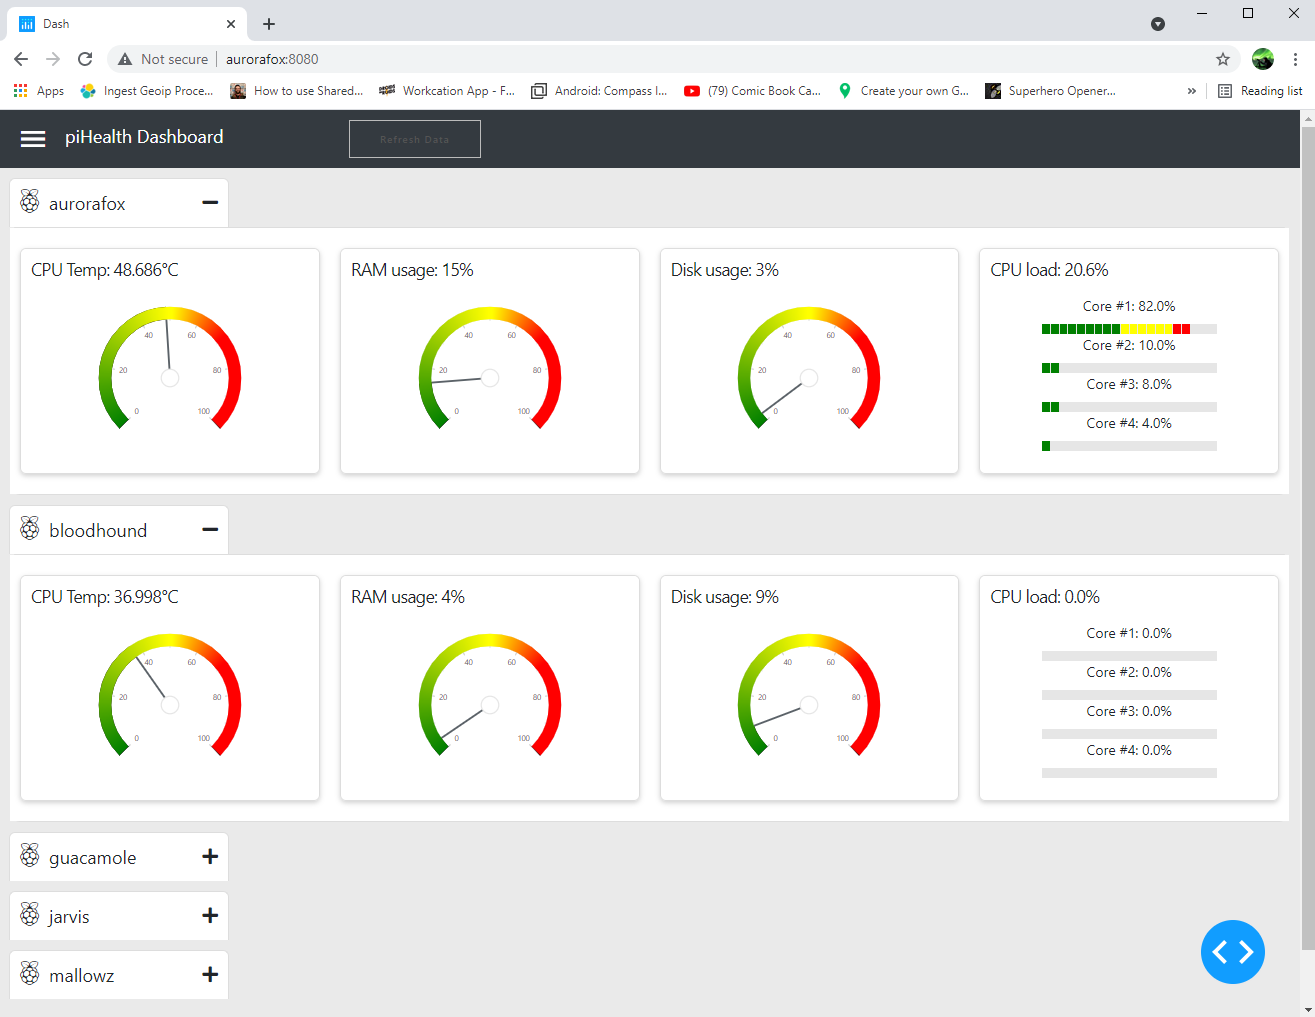 Dash
Not secure | aurorafox:8080
Apps Ingest Geoip Proce... How to use Shared... Workcation App - F... Android: Compass I... (79) Comic Book Ca... Create your own G... Superhero Opener... » Reading list
piHealth Dashboard Refresh Data
aurorafox
CPU Temp: 48.686°C RAM usage: 15% Disk usage: 3% CPU load: 20.6%
0 20 40 60 80 100
0 20 40 60 80 100
0 20 40 60 80 100
Core #1: 82.0%
Core #2: 10.0%
Core #3: 8.0%
Core #4: 4.0%
bloodhound
CPU Temp: 36.998°C RAM usage: 4% Disk usage: 9% CPU load: 0.0%
0 20 40 60 80 100
0 20 40 60 80 100
0 20 40 60 80 100
Core #1: 0.0%
Core #2: 0.0%
Core #3: 0.0%
Core #4: 0.0%
guacamole
jarvis
mallowz